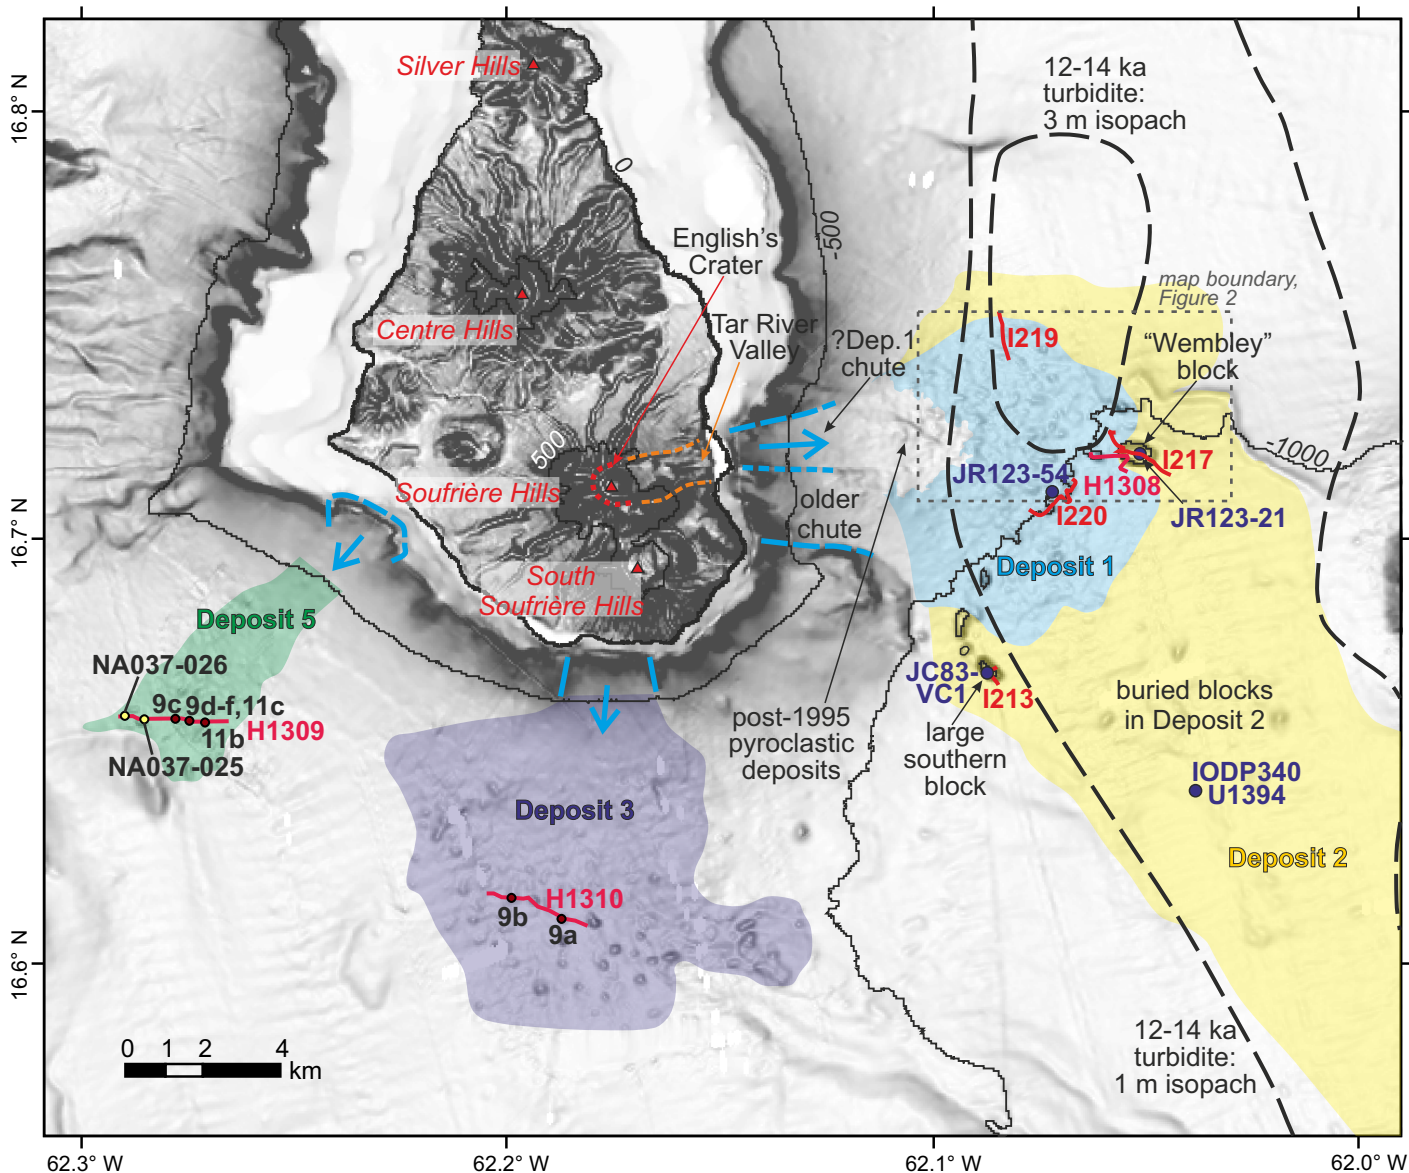 Silver Hills
16.8° N
12-14 ka
turbidite:
3 m isopach
0
-500
English's
Crater
map boundary,
Figure 2
Centre Hills
Tar River
Valley
?Dep.1
chute
I219
“Wembley”
block
500
-1000
Soufrière Hills
JR123-54
I217
H1308
older
chute
I220
JR123-21
16.7° N
South
Soufrière Hills
Deposit 1
Deposit 5
NA037-026
JC83-
VC1
I213
buried blocks
in Deposit 2
9c
9d-f,11c
H1309
11b
NA037-025
post-1995
pyroclastic
deposits
large
southern
block
IODP340
U1394
Deposit 3
Deposit 2
H1310
9b
9a
16.6° N
12-14 ka
turbidite:
1 m isopach
0 1 2 4
km
62.3° W
62.2° W
62.1° W
62.0° W